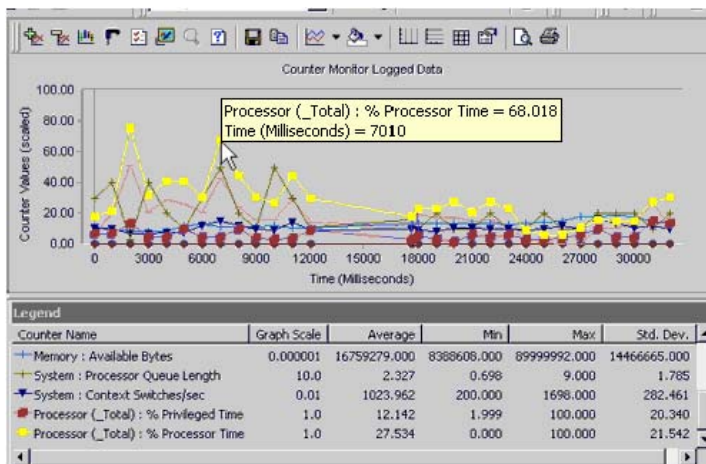 Counter Monitor Logged Data
Processor (_Total) : % Processor Time = 68.018
Time (Milliseconds) = 7010
Counter Values (scaled)
100.00
80.00
60.00
40.00
20.00
0.00
0 3000 6000 9000 12000 15000 18000 21000 24000 27000 30000
Time (Milliseconds)
Legend
Counter Name Graph Scale Average Min Max Std. Dev.
Memory : Available Bytes 0.000001 16759279.000 8388608.000 89999992.000 14466665.000
System : Processor Queue Length 10.0 2.327 0.698 9.000 1.785
System : Context Switches/sec 0.01 1023.962 200.000 1698.000 282.461
Processor (_Total) : % Privileged Time 1.0 12.142 1.999 100.000 20.340
Processor (_Total) : % Processor Time 1.0 27.534 0.000 100.000 21.542